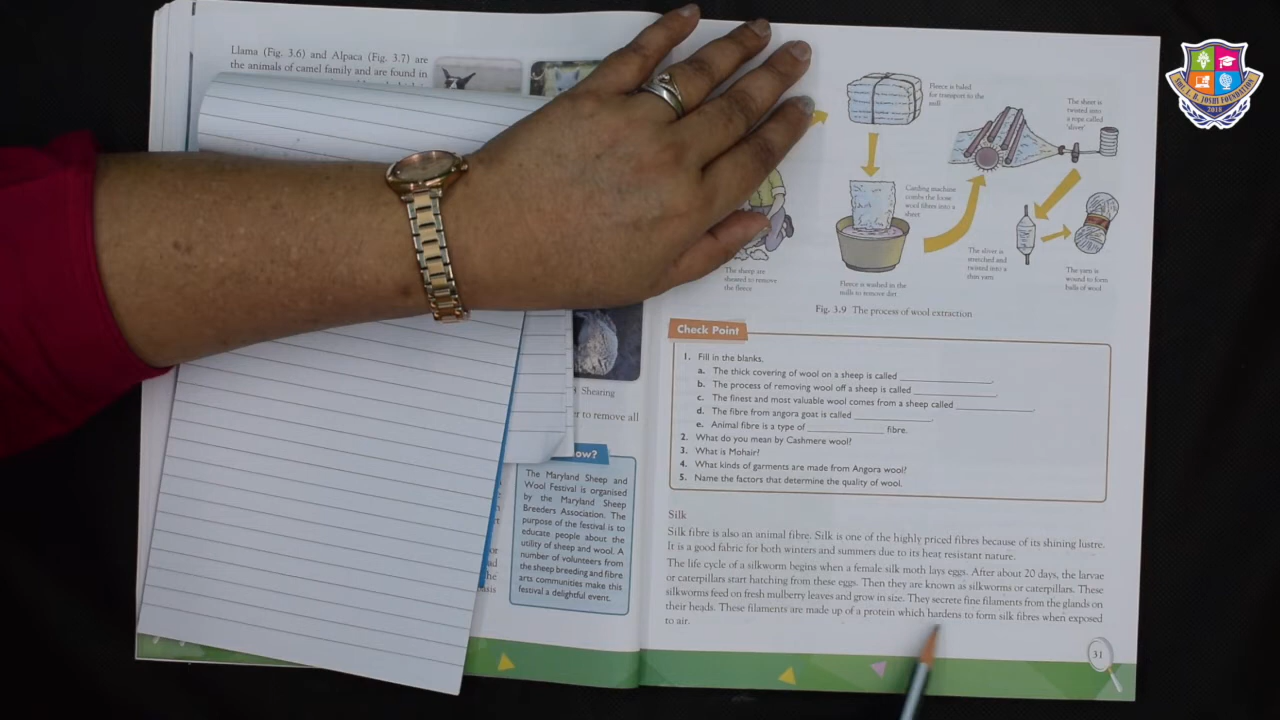 Llama (Fig. 3.6) and Alpaca (Fig. 3.7) are
the animals of camel family and are found in
Shearing
to remove all
ow?
The Maryland Sheep and
Wool Festival is organised
by the Maryland Sheep
Breeders Association. The
purpose of the festival is to
educate people about the
utility of sheep and wool. A
number of volunteers from
the sheep breeding and fibre
arts communities make this
festival a delightful event.
Fleece is baled
for transport to the
mill
The sheet is
twisted into
a rope called
'sliver'
Carding machine
combs the loose
wool fibres into a
sheet
The sheep are
sheared to remove
the fleece
Fleece is washed in the
mills to remove dirt
The sliver is
stretched and
twisted into a
thin yarn
The yarn is
wound to form
balls of wool
Fig. 3.9 The process of wool extraction
Check Point
1. Fill in the blanks.
a. The thick covering of wool on a sheep is called ____________.
b. The process of removing wool off a sheep is called ____________.
c. The finest and most valuable wool comes from a sheep called ____________.
d. The fibre from angora goat is called ____________.
e. Animal fibre is a type of ____________ fibre.
2. What do you mean by Cashmere wool?
3. What is Mohair?
4. What kinds of garments are made from Angora wool?
5. Name the factors that determine the quality of wool.
Silk
Silk fibre is also an animal fibre. Silk is one of the highly priced fibres because of its shining lustre.
It is a good fabric for both winters and summers due to its heat resistant nature.
The life cycle of a silkworm begins when a female silk moth lays eggs. After about 20 days, the larvae
or caterpillars start hatching from these eggs. Then they are known as silkworms or caterpillars. These
silkworms feed on fresh mulberry leaves and grow in size. They secrete fine filaments from the glands on
their heads. These filaments are made up of a protein which hardens to form silk fibres when exposed
to air.
31
JOSHI FOUNDATION
2018